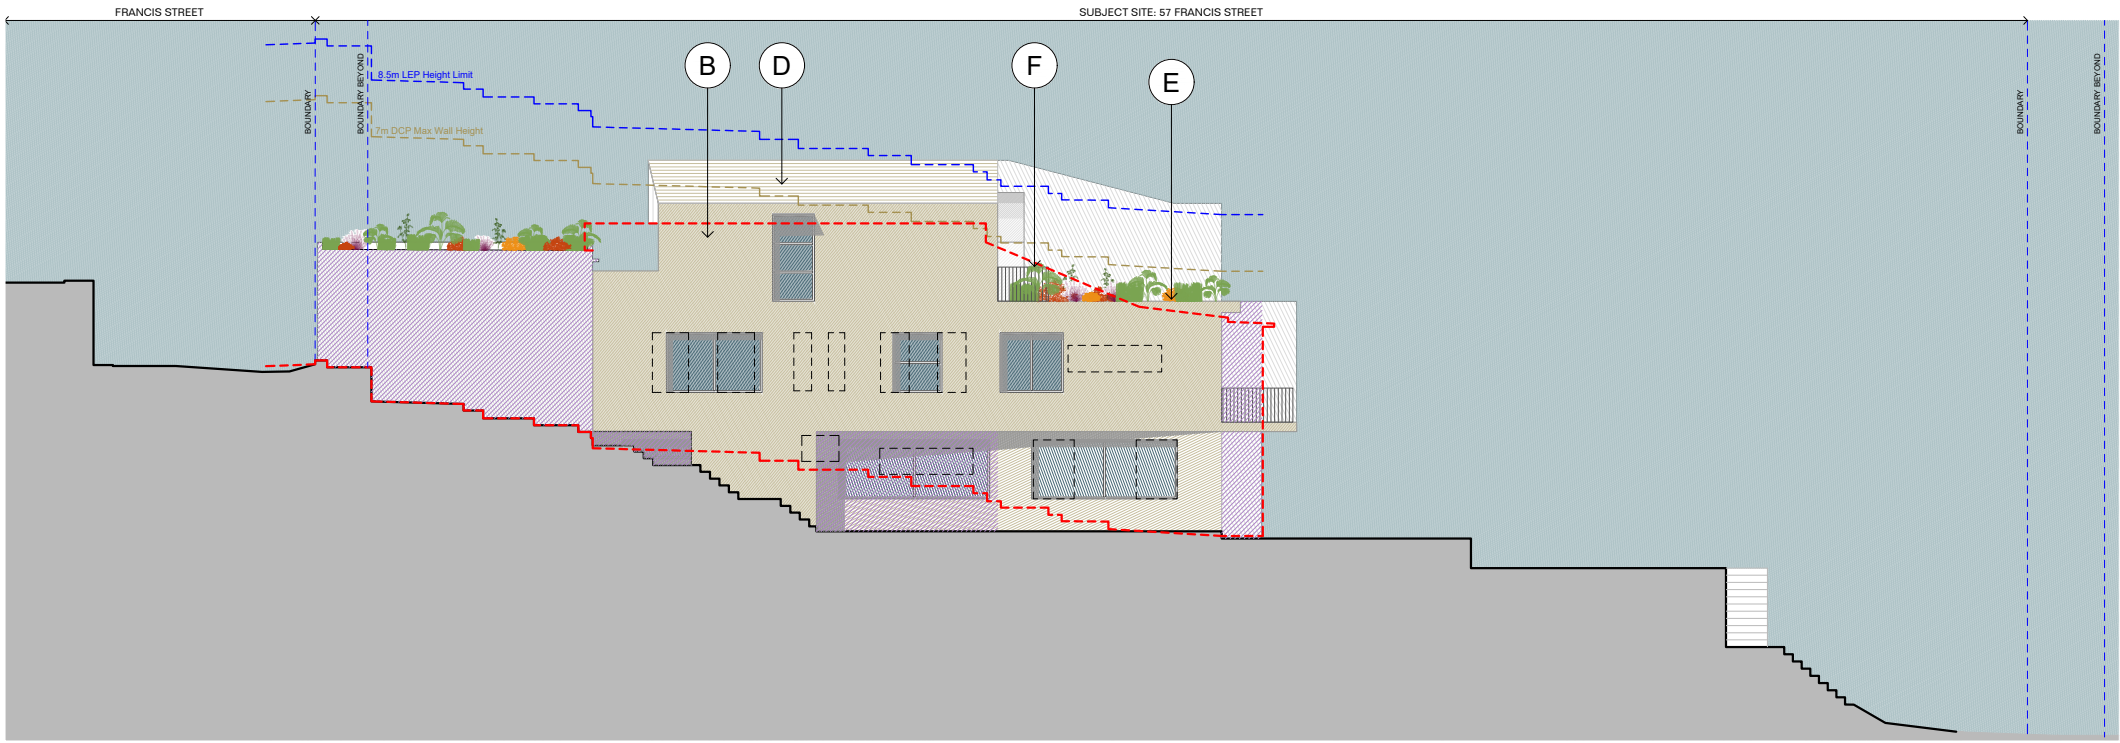 FRANCIS STREET
SUBJECT SITE: 57 FRANCIS STREET
B
D
F
E
8.5m LEP Height Limit
7m DCP Max Wall Height
BOUNDARY
BOUNDARY BEYOND
BOUNDARY
BOUNDARY BEYOND